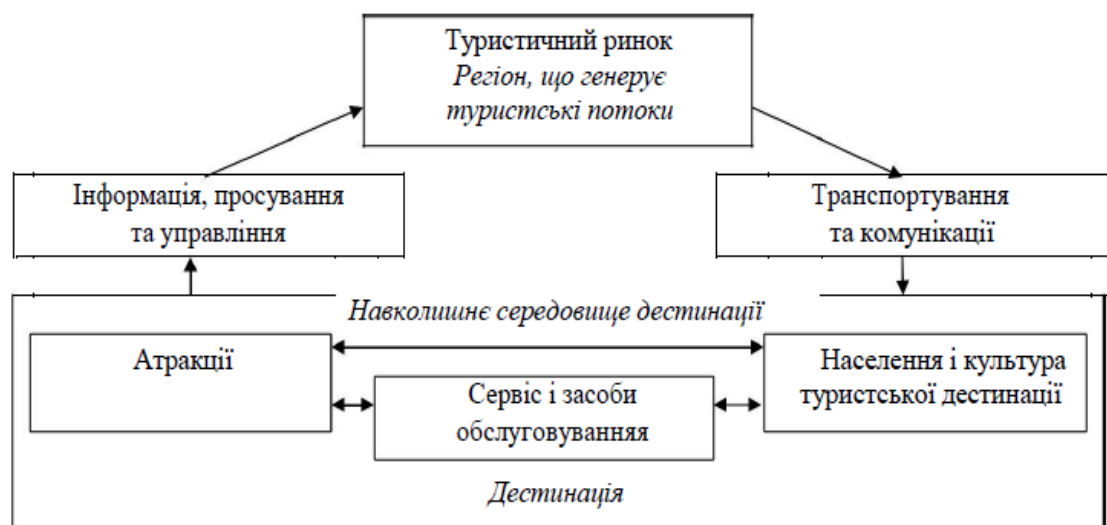 Туристичний ринок
Регіон, що генерує
туристські потоки
Інформація, просування
та управління
Транспортування
та комунікації
Навколишнє середовище дестинації
Атракції
Сервіс і засоби
обслуговуванняя
Населення і культура
туристської дестинації
Дестинація